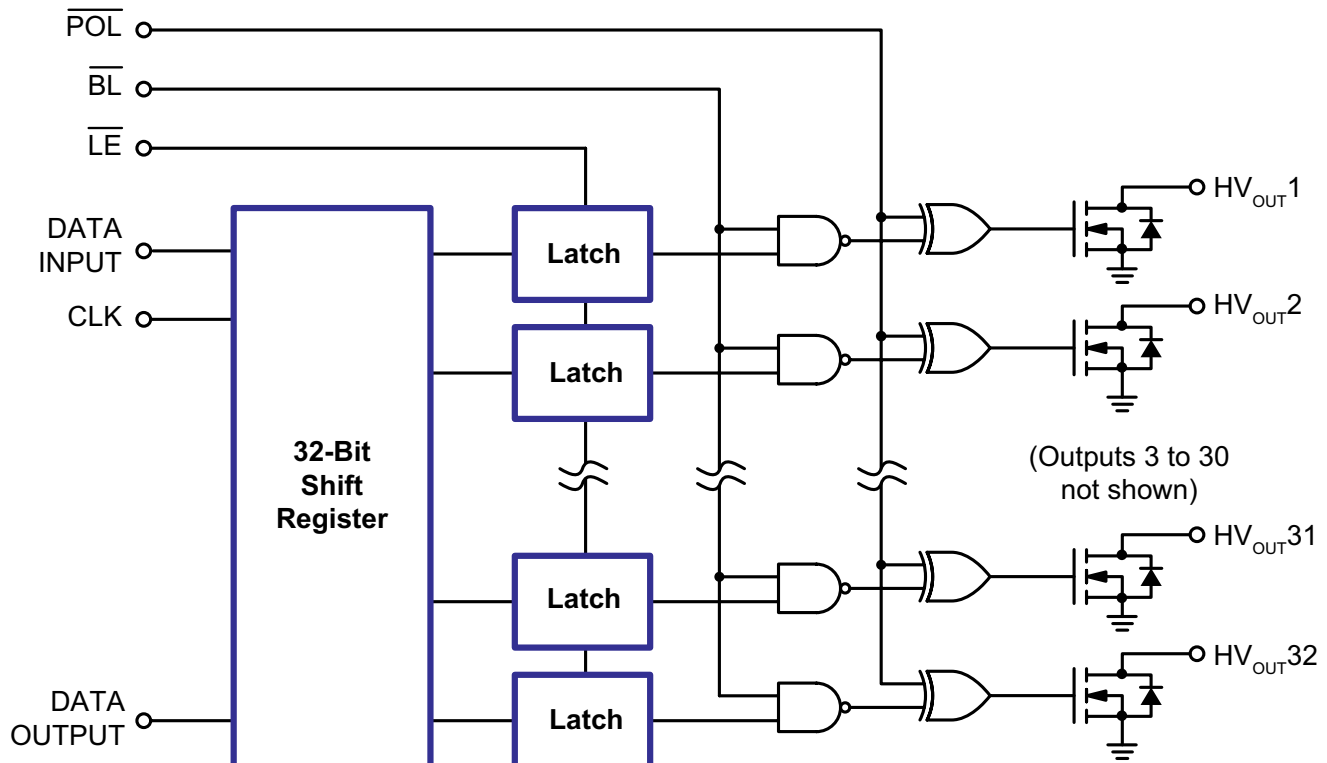 POL
BL
LE
DATA
INPUT
CLK
32-Bit
Shift
Register
DATA
OUTPUT
Latch
Latch
Latch
Latch
HVOUT1
HVOUT2
(Outputs 3 to 30
not shown)
HVOUT31
HVOUT32